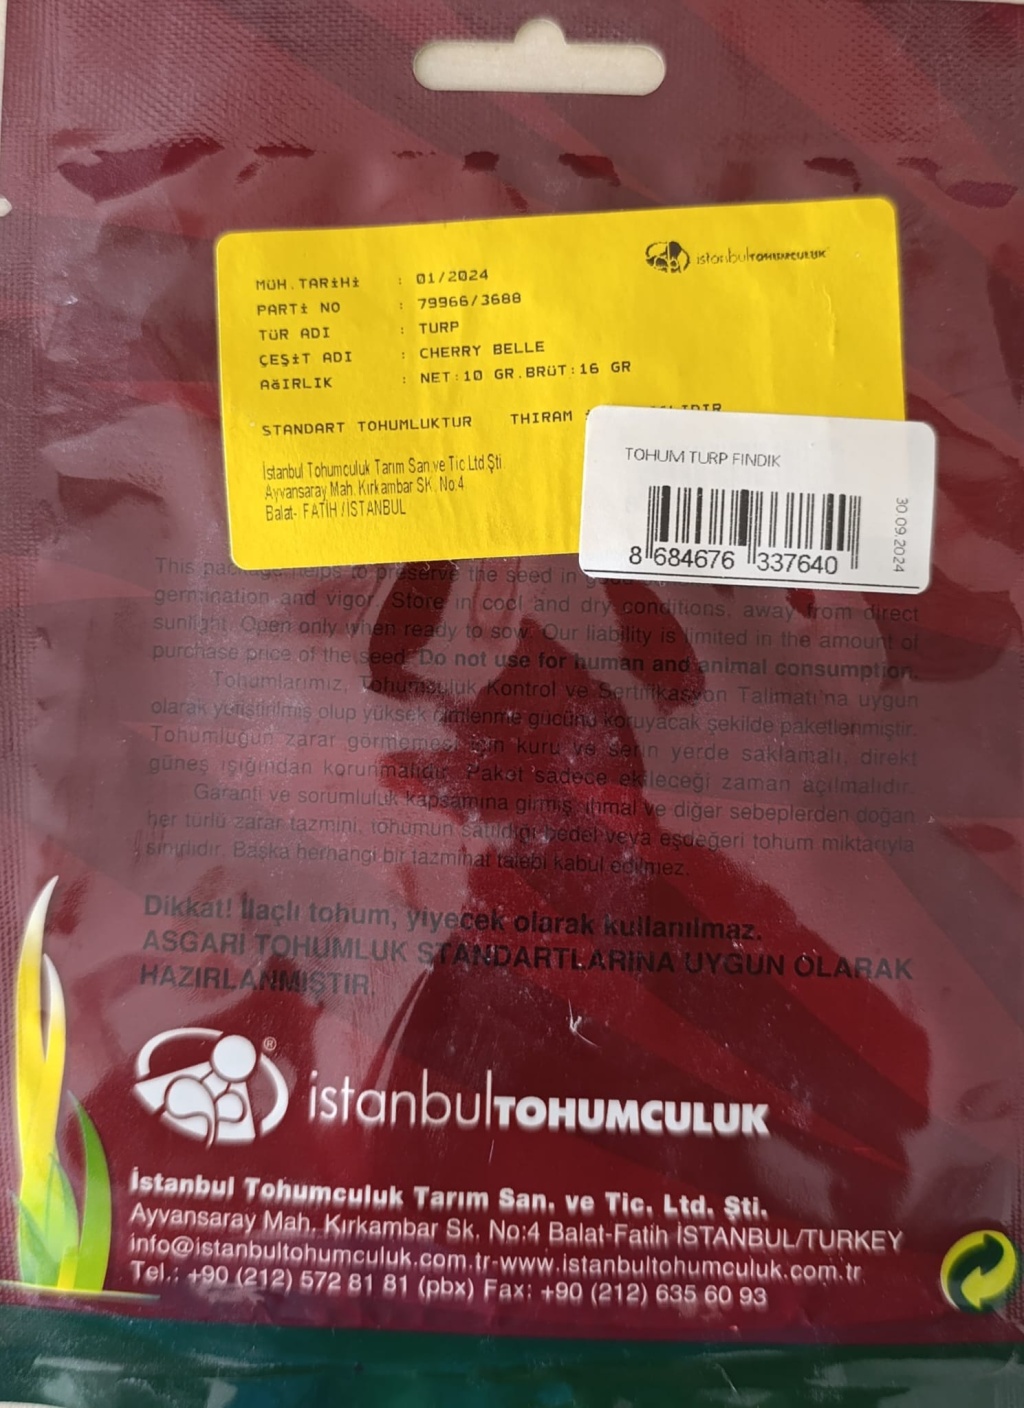 istanbulTOHUMCULUK
MÜH.TARİHİ : 01/2024
PARTİ NO : 79966/3688
TÜR ADI : TURP
ÇEŞİT ADI : CHERRY BELLE
AĞIRLIK : NET:10 GR.BRÜT:16 GR
STANDART TOHUMLUKTUR THIRAM
İstanbul Tohumculuk Tarım San.ve Tic Ltd.Şti.
Ayvansaray Mah. Kırkambar SK. No.4
Balat- FATİH / İSTANBUL
TOHUM TURP FINDIK
8 684676 337640
30.09.2024
This package helps to preserve the seed in
germination and vigor. Store in cool and dry conditions, away from direct
sunlight. Open only when ready to sow. Our liability is limited in the amount of
purchase price of the seed. Do not use for human and animal consumption.
Tohumlarımız, Tohumculuk Kontrol ve Sertifikasyon Talimatı'na uygun
olarak yetiştirilmiş olup yüksek çimlenme gücünü koruyacak şekilde paketlenmiştir.
Tohumluğun zarar görmemesi için kuru ve serin yerde saklamalı, direkt
güneş ışığından korunmalıdır. Paket sadece ekileceği zaman açılmalıdır.
Garanti ve sorumluluk kapsamına girmiş, ihmal ve diğer sebeplerden doğan
her türlü zarar tazmini, tohumun satıldığı bedel veya eşdeğeri tohum miktarıyla
sınırlıdır. Başka herhangi bir tazminat talebi kabul edilmez.
Dikkat! İlaçlı tohum, yiyecek olarak kullanılmaz.
ASGARİ TOHUMLUK STANDARTLARINA UYGUN OLARAK
HAZIRLANMIŞTIR.
istanbulTOHUMCULUK
İstanbul Tohumculuk Tarım San. ve Tic. Ltd. Şti.
Ayvansaray Mah. Kırkambar Sk. No:4 Balat-Fatih İSTANBUL/TURKEY
info@istanbultohumculuk.com.tr-www.istanbultohumculuk.com.tr
Tel.: +90 (212) 572 81 81 (pbx) Fax: +90 (212) 635 60 93